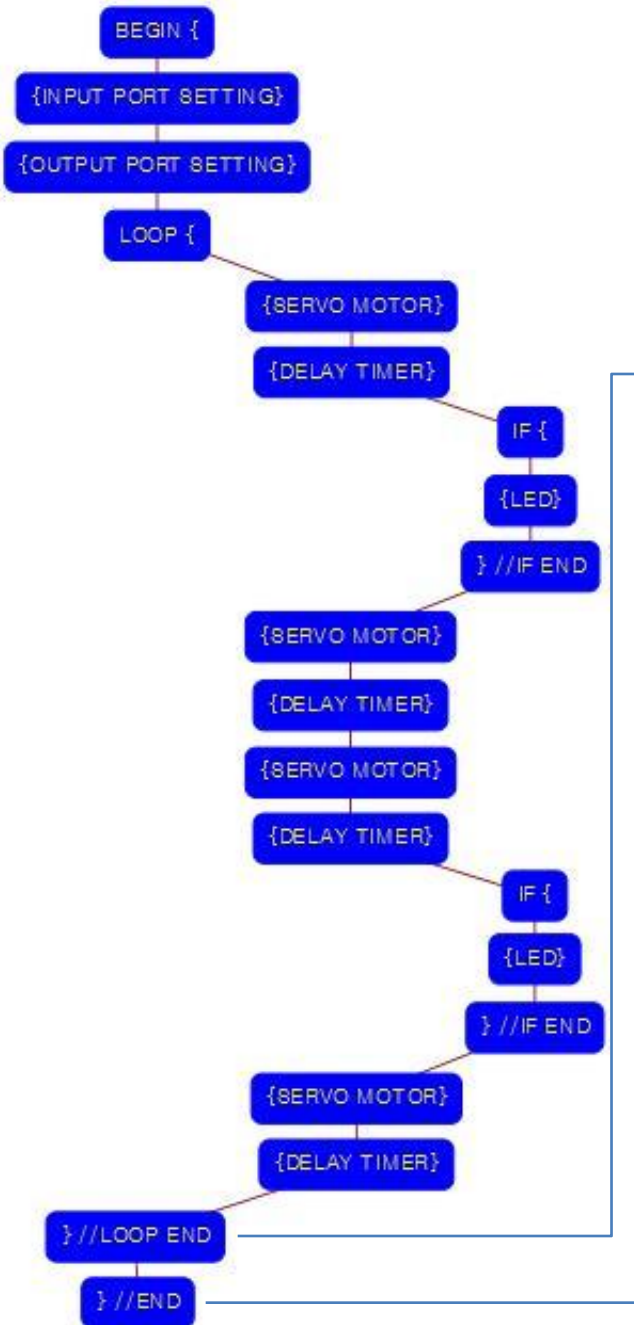 BEGIN {
{INPUT PORT SETTING}
{OUTPUT PORT SETTING}
LOOP {
{SERVO MOTOR}
{DELAY TIMER}
IF {
{LED}
} //IF END
{SERVO MOTOR}
{DELAY TIMER}
{SERVO MOTOR}
{DELAY TIMER}
IF {
{LED}
} //IF END
{SERVO MOTOR}
{DELAY TIMER}
} //LOOP END
} //END